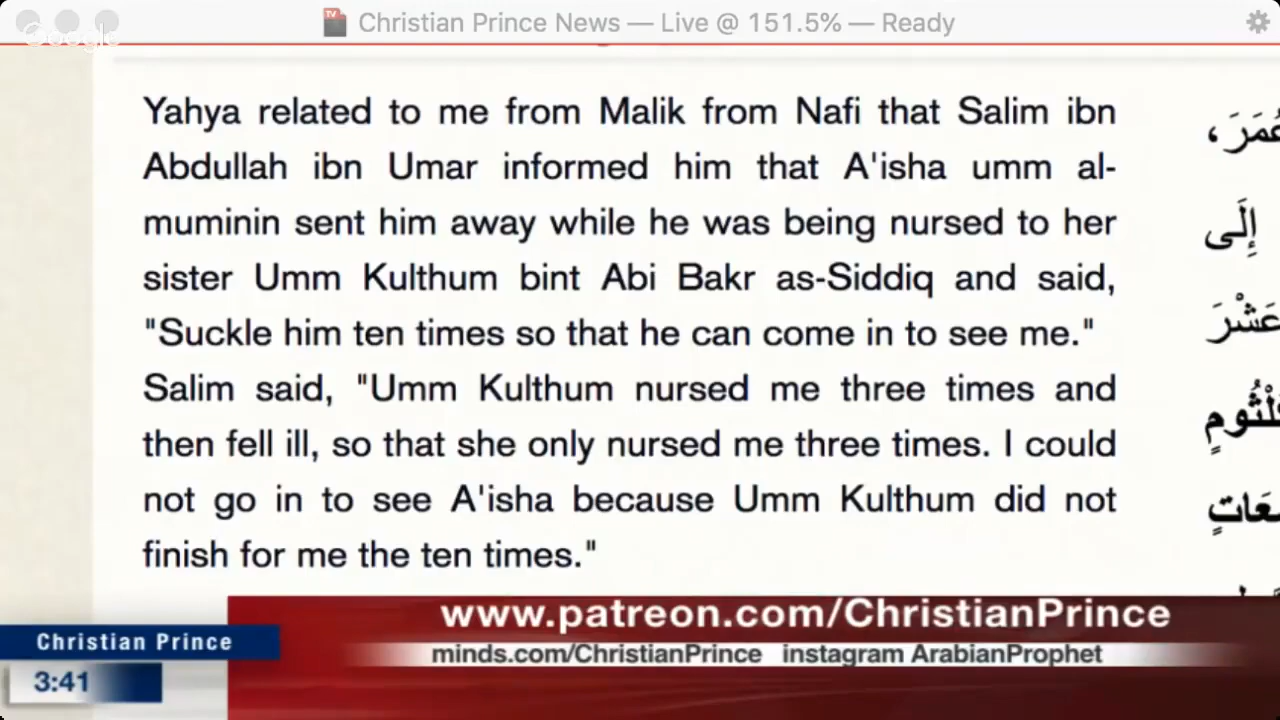 Christian Prince News — Live @ 151.5% — Ready
Google
Yahya related to me from Malik from Nafi that Salim ibn
Abdullah ibn Umar informed him that A'isha umm al-
muminin sent him away while he was being nursed to her
sister Umm Kulthum bint Abi Bakr as-Siddiq and said,
"Suckle him ten times so that he can come in to see me."
Salim said, "Umm Kulthum nursed me three times and
then fell ill, so that she only nursed me three times. I could
not go in to see A'isha because Umm Kulthum did not
finish for me the ten times."
عُمَرَ،
إِلَى
عَشْرَ
www.patreon.com/ChristianPrince
minds.com/ChristianPrince instagram ArabianProphet
Christian Prince
3:41